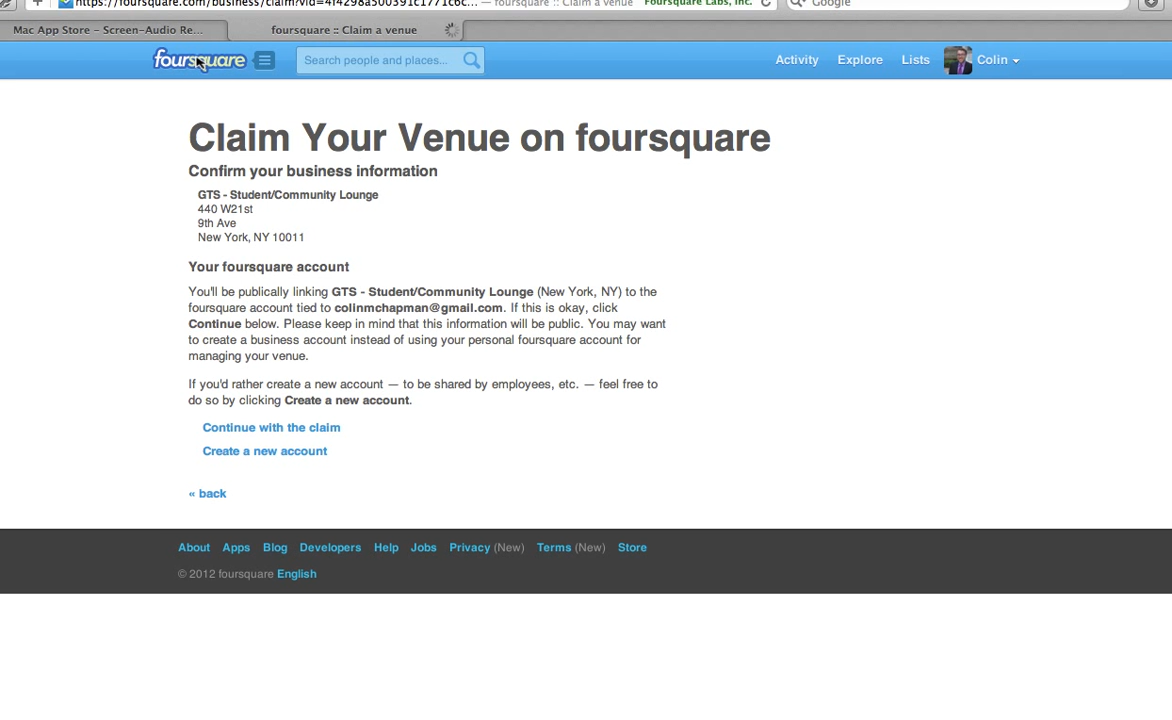 https://foursquare.com/business/claim?vid=4f4298a500391c1771c6c... — foursquare :: Claim a venue Foursquare Labs, Inc. Google
Mac App Store – Screen-Audio Re... foursquare :: Claim a venue
foursquare Search people and places... Activity Explore Lists Colin
Claim Your Venue on foursquare
Confirm your business information
GTS - Student/Community Lounge
440 W21st
9th Ave
New York, NY 10011
Your foursquare account
You'll be publically linking GTS - Student/Community Lounge (New York, NY) to the
foursquare account tied to colinmchapman@gmail.com. If this is okay, click
Continue below. Please keep in mind that this information will be public. You may want
to create a business account instead of using your personal foursquare account for
managing your venue.
If you'd rather create a new account — to be shared by employees, etc. — feel free to
do so by clicking Create a new account.
Continue with the claim
Create a new account
« back
About Apps Blog Developers Help Jobs Privacy (New) Terms (New) Store
© 2012 foursquare English